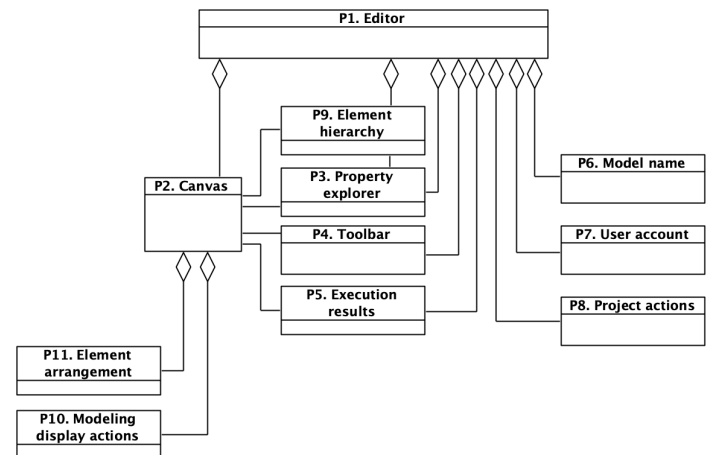 P1. Editor
P9. Element
hierarchy
P2. Canvas
P3. Property
explorer
P4. Toolbar
P5. Execution
results
P6. Model name
P7. User account
P8. Project actions
P11. Element
arrangement
P10. Modeling
display actions